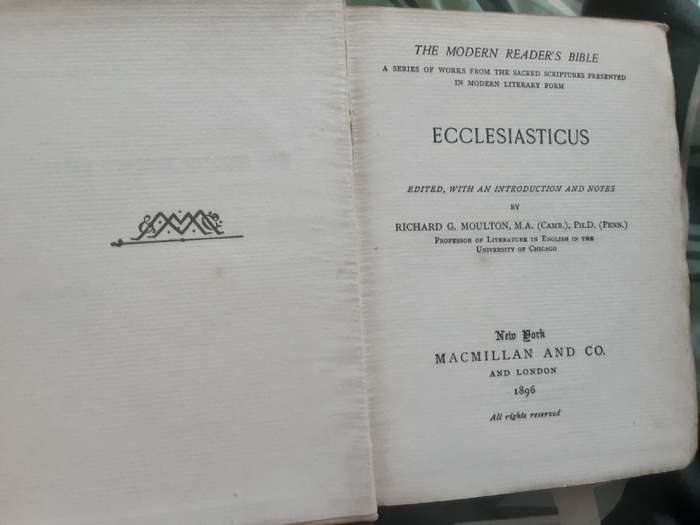 THE MODERN READER'S BIBLE
A SERIES OF WORKS FROM THE SACRED SCRIPTURES PRESENTED
IN MODERN LITERARY FORM
ECCLESIASTICUS
EDITED, WITH AN INTRODUCTION AND NOTES
BY
RICHARD G. MOULTON, M.A. (CAMB.), PH.D. (PENN.)
PROFESSOR OF LITERATURE IN ENGLISH IN THE
UNIVERSITY OF CHICAGO
New York
MACMILLAN AND CO.
AND LONDON
1896
All rights reserved